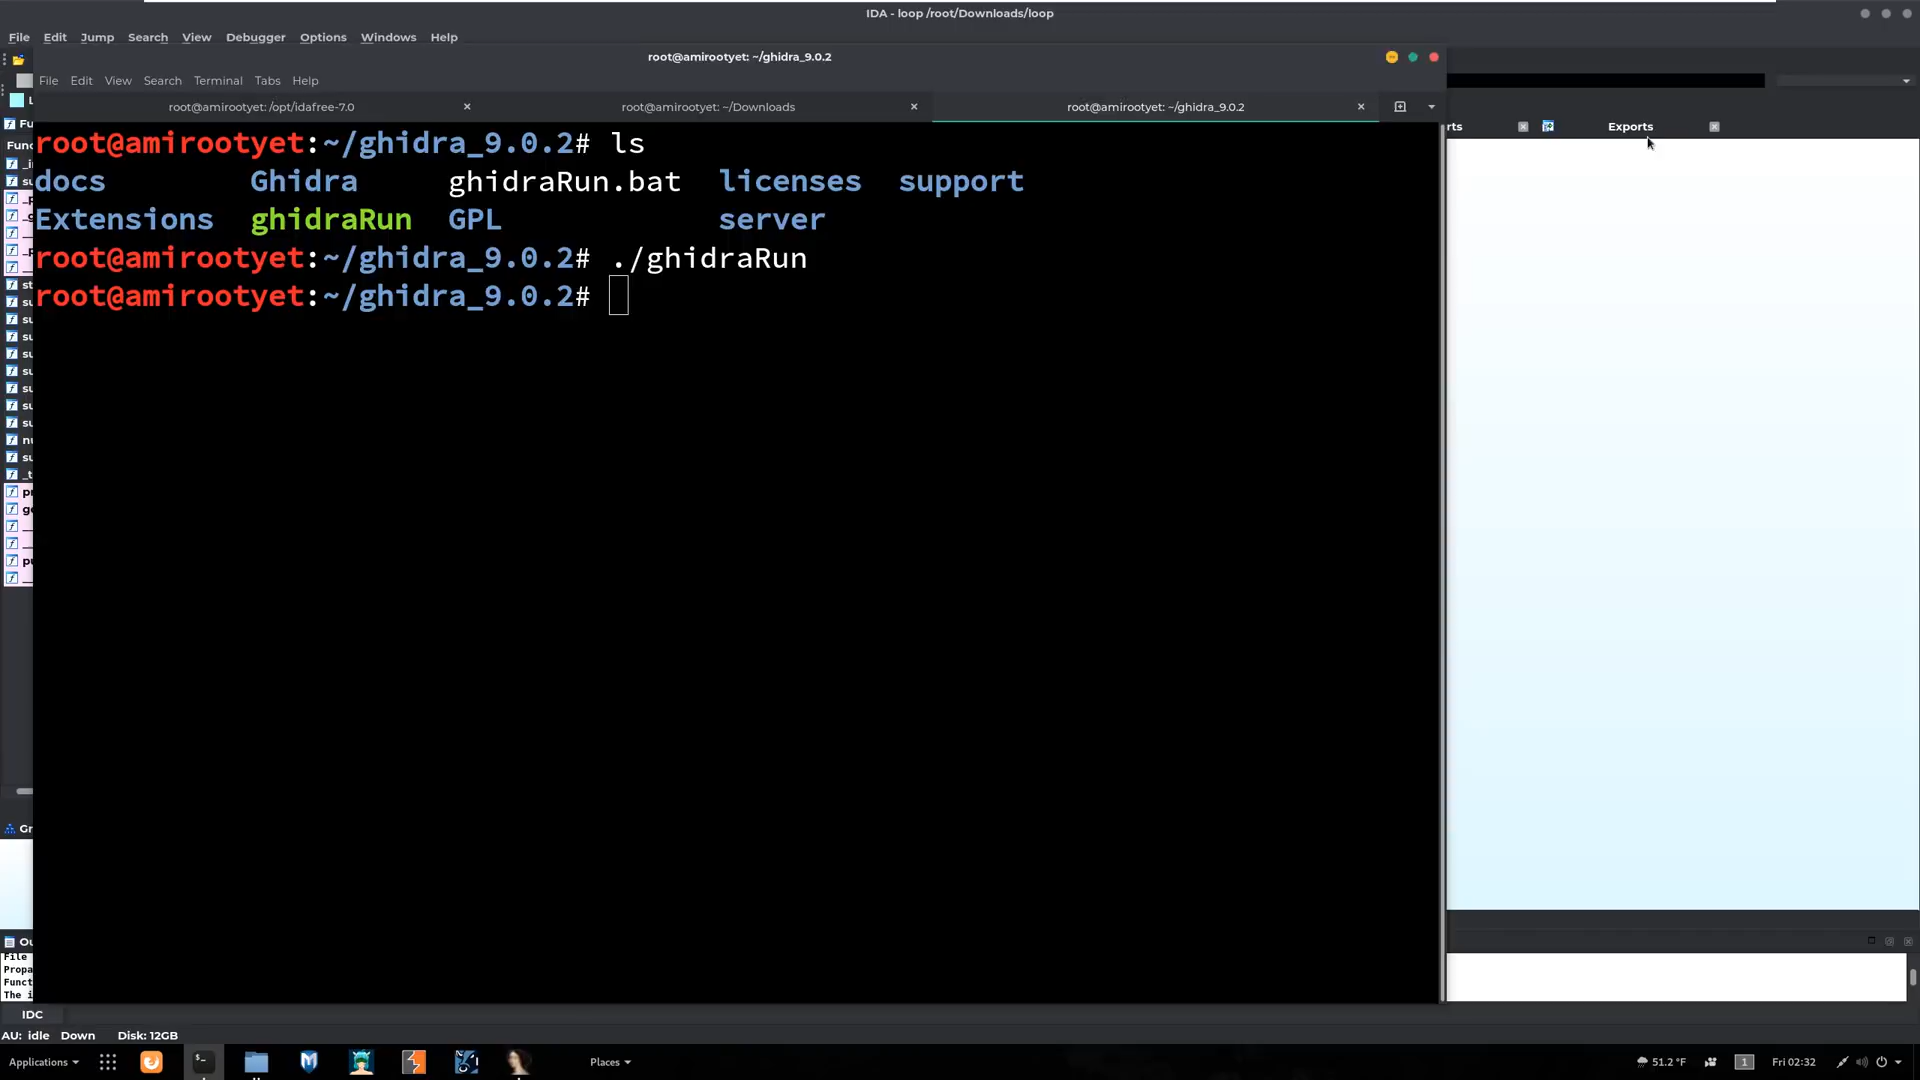 IDA - loop /root/Downloads/loop
File Edit Jump Search View Debugger Options Windows Help
root@amirootyet: ~/ghidra_9.0.2
File Edit View Search Terminal Tabs Help
root@amirootyet: /opt/idafree-7.0
root@amirootyet: ~/Downloads
root@amirootyet: ~/ghidra_9.0.2
Exports
root@amirootyet:~/ghidra_9.0.2# ls
docs Ghidra ghidraRun.bat licenses support
Extensions ghidraRun GPL server
root@amirootyet:~/ghidra_9.0.2# ./ghidraRun
root@amirootyet:~/ghidra_9.0.2#
File
The i
IDC
AU: idle Down Disk: 12GB
Applications Places 51.2 °F 1 Fri 02:32